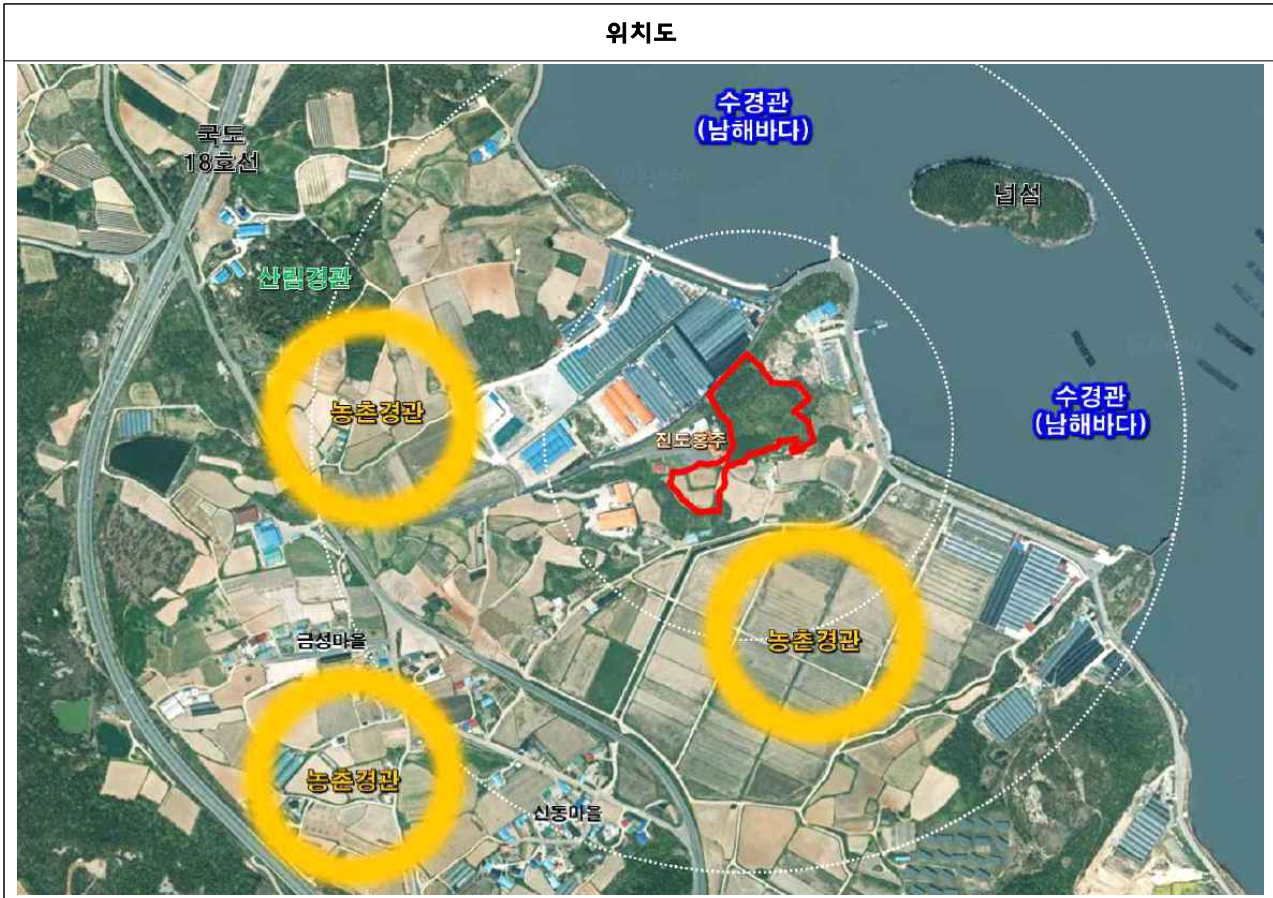 위치도
수경관
(남해바다)
국도
18호선
넙섬
산림경관
농촌경관
수경관
(남해바다)
진도홍주
금성마을
농촌경관
농촌경관
신동마을